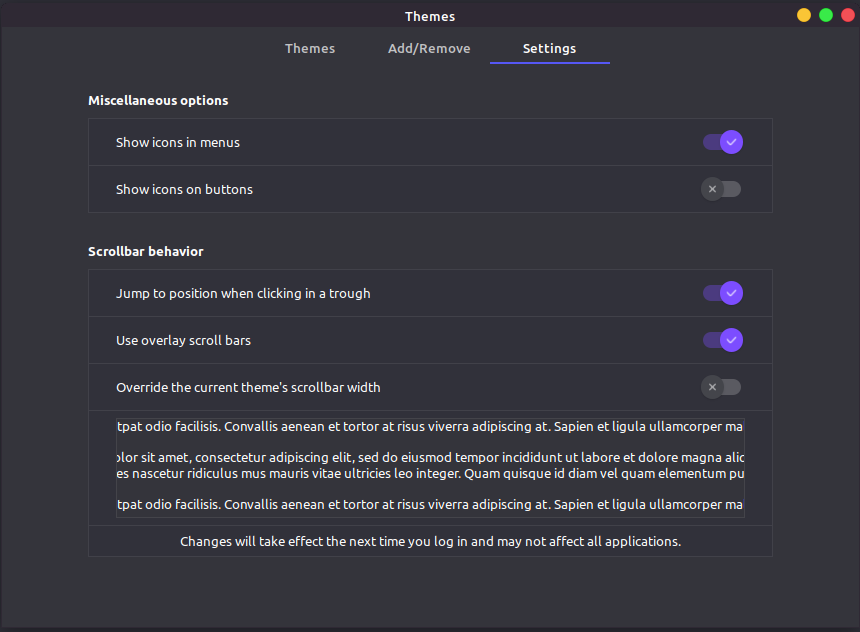 Themes
Themes
Add/Remove
Settings
Miscellaneous options
Show icons in menus
Show icons on buttons
Scrollbar behavior
Jump to position when clicking in a trough
Use overlay scroll bars
Override the current theme's scrollbar width
tpat odio facilisis. Convallis aenean et tortor at risus viverra adipiscing at. Sapien et ligula ullamcorper ma
olor sit amet, consectetur adipiscing elit, sed do eiusmod tempor incididunt ut labore et dolore magna alic
es nascetur ridiculus mus mauris vitae ultricies leo integer. Quam quisque id diam vel quam elementum pu
tpat odio facilisis. Convallis aenean et tortor at risus viverra adipiscing at. Sapien et ligula ullamcorper ma
Changes will take effect the next time you log in and may not affect all applications.